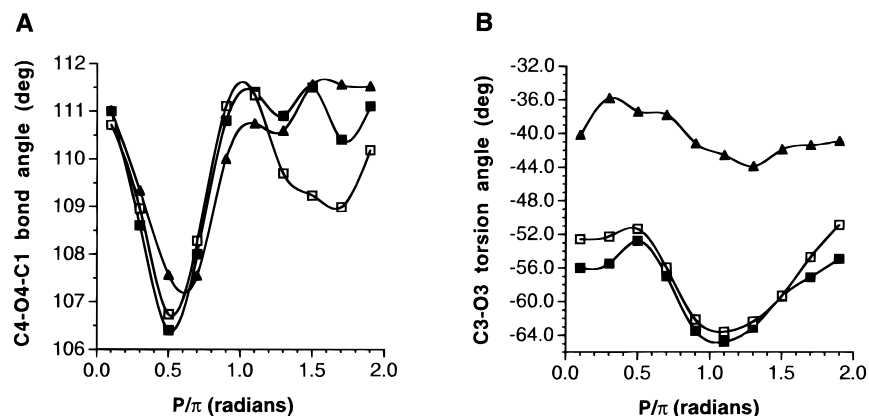 A
C4-O4-C1 bond angle (deg)
112
111
110
109
108
107
106
0.0 0.5 1.0 1.5 2.0
P/π (radians)
B
C3-O3 torsion angle (deg)
-32.0
-36.0
-40.0
-44.0
-48.0
-52.0
-56.0
-60.0
-64.0
0.0 0.5 1.0 1.5 2.0
P/π (radians)